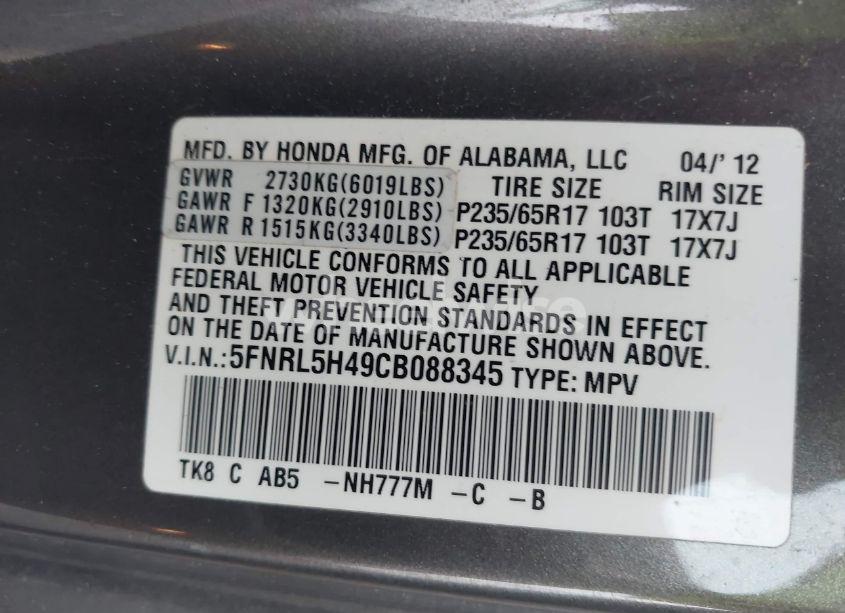 MFD. BY HONDA MFG. OF ALABAMA, LLC 04/' 12
GVWR 2730KG(6019LBS) TIRE SIZE RIM SIZE
GAWR F 1320KG(2910LBS) P235/65R17 103T 17X7J
GAWR R 1515KG(3340LBS) P235/65R17 103T 17X7J
THIS VEHICLE CONFORMS TO ALL APPLICABLE
FEDERAL MOTOR VEHICLE SAFETY
AND THEFT PREVENTION STANDARDS IN EFFECT
ON THE DATE OF MANUFACTURE SHOWN ABOVE.
V.I.N.:5FNRL5H49CB088345 TYPE: MPV
TK8 C AB5 -NH777M -C -B